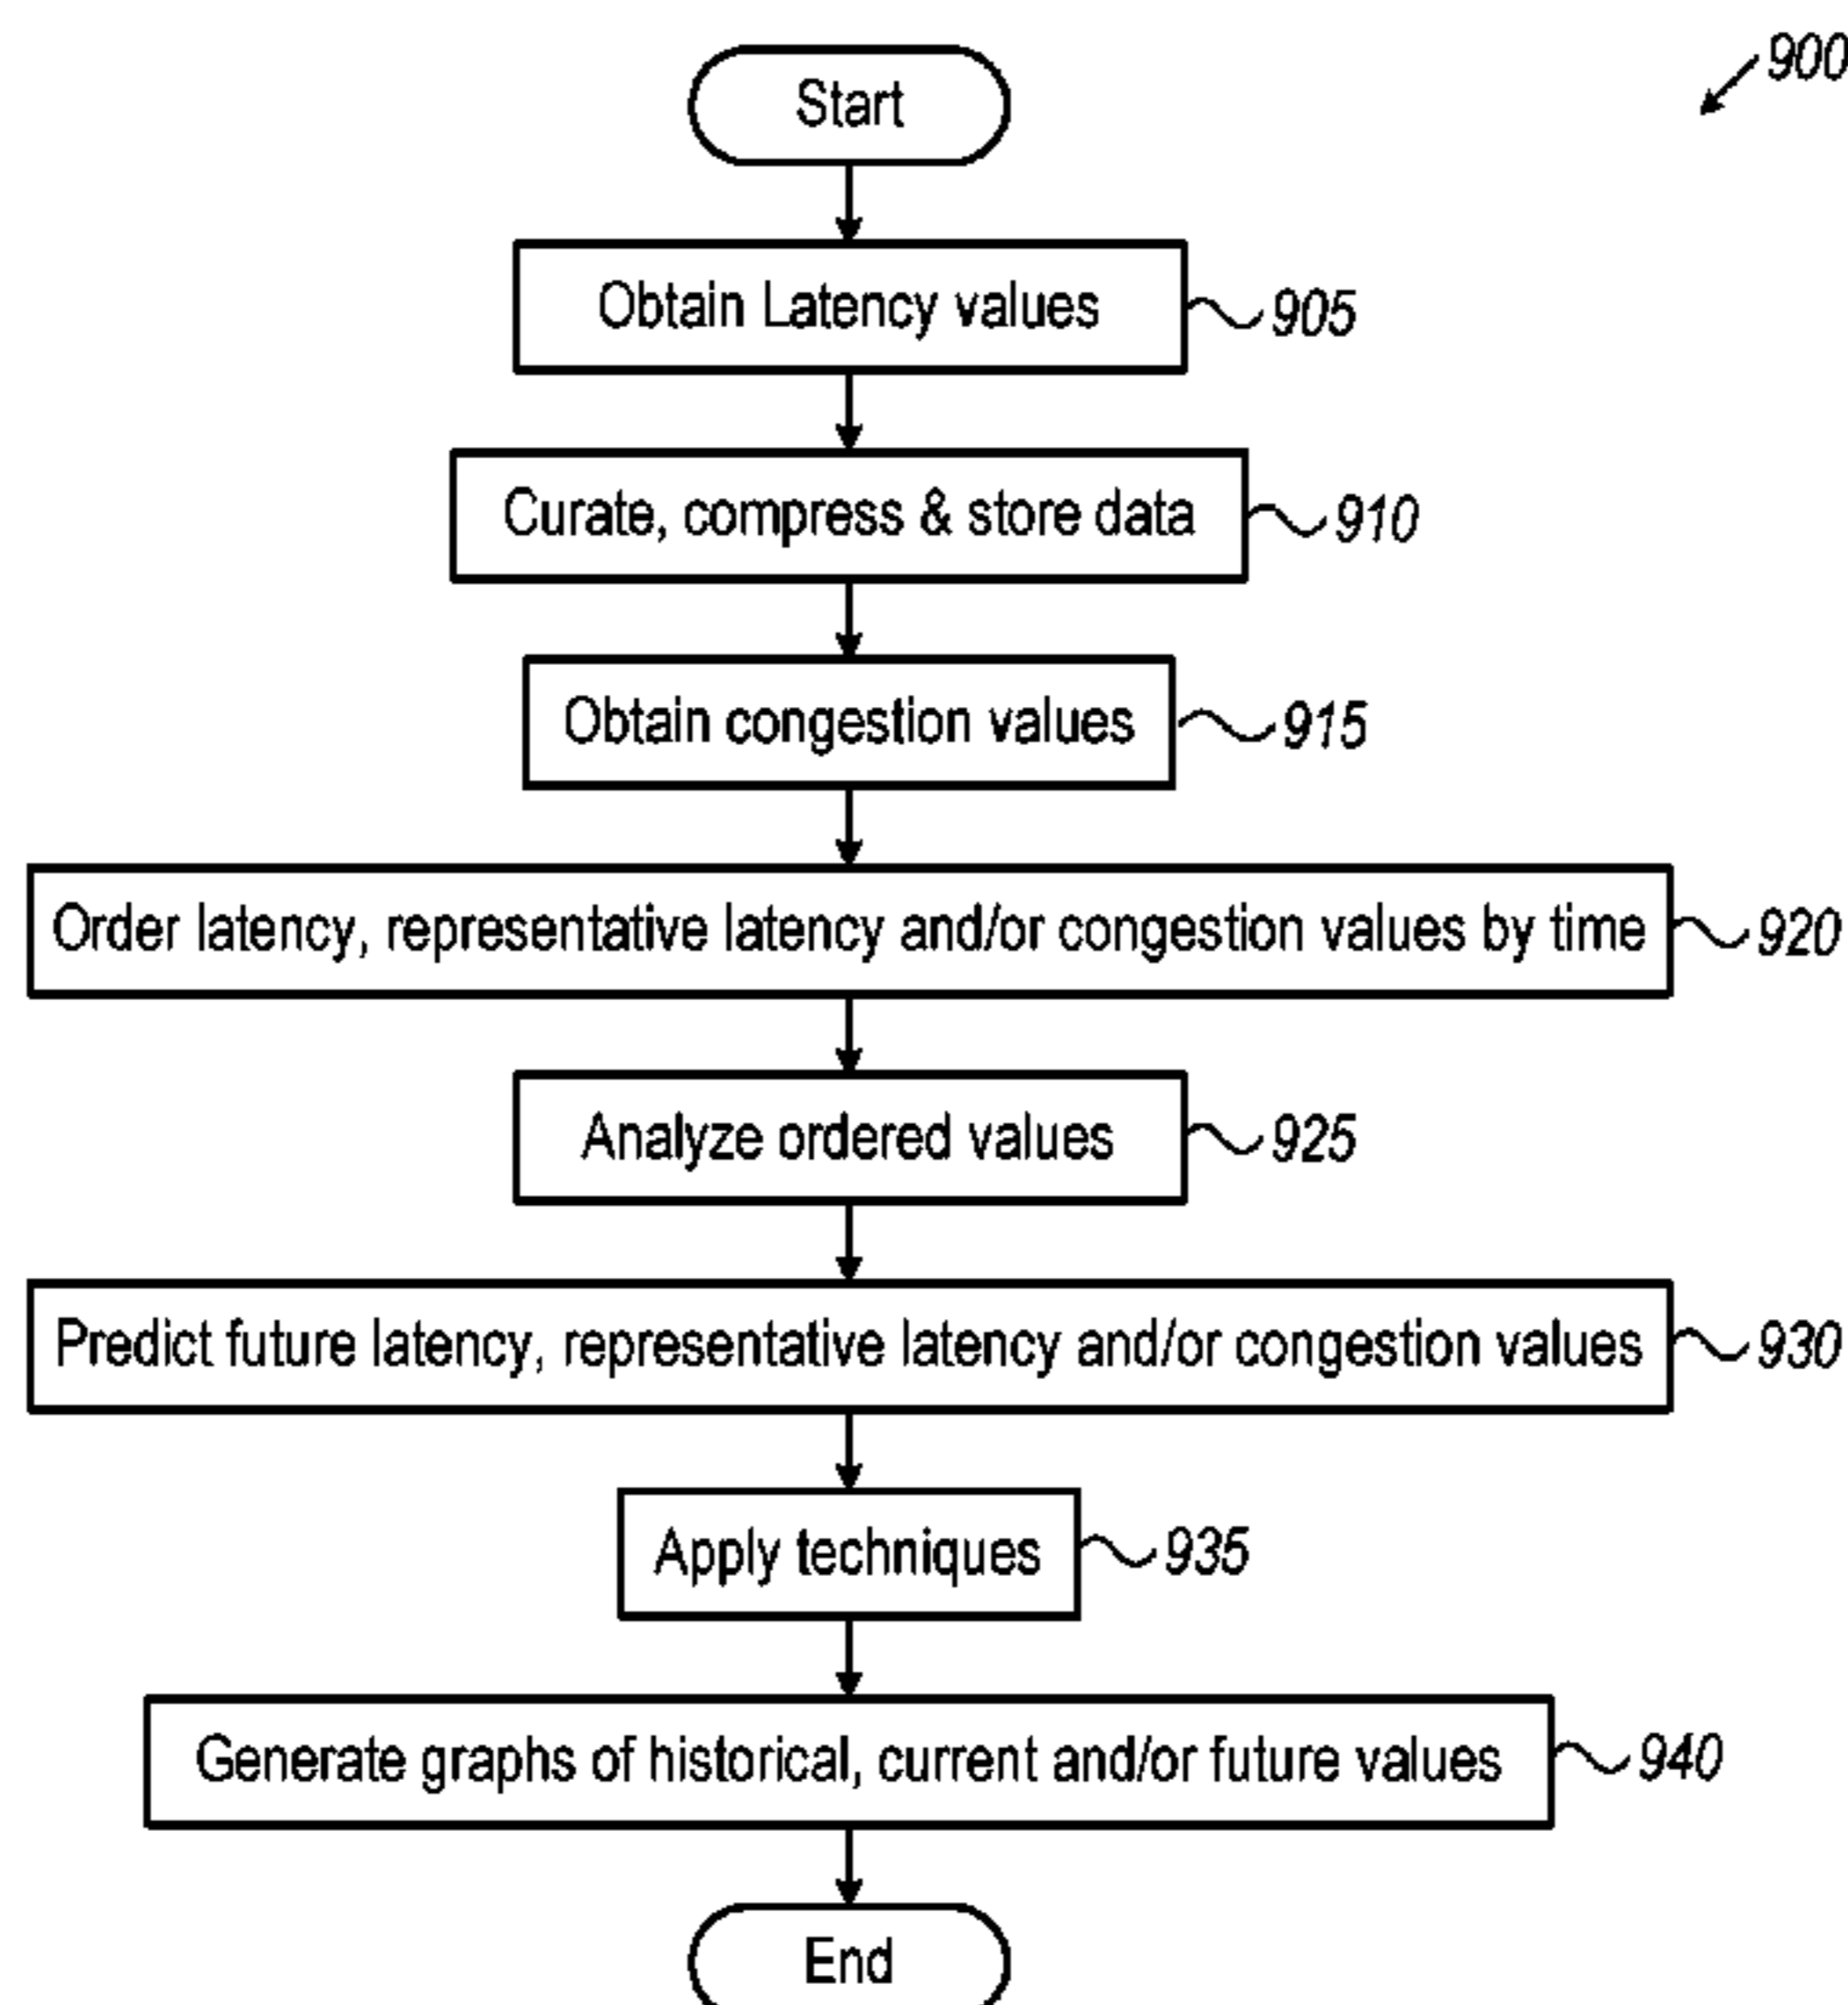 900
Start
Obtain Latency values
905
Curate, compress & store data
910
Obtain congestion values
915
Order latency, representative latency and/or congestion values by time
920
Analyze ordered values
925
Predict future latency, representative latency and/or congestion values
930
Apply techniques
935
Generate graphs of historical, current and/or future values
940
End